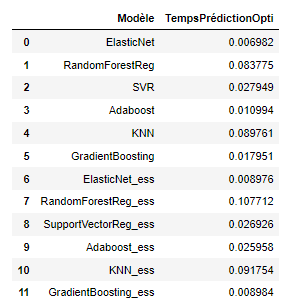 Modèle TempsPrédictionOpti
0 ElasticNet 0.006982
1 RandomForestReg 0.083775
2 SVR 0.027949
3 Adaboost 0.010994
4 KNN 0.089761
5 GradientBoosting 0.017951
6 ElasticNet_ess 0.008976
7 RandomForestReg_ess 0.107712
8 SupportVectorReg_ess 0.026926
9 Adaboost_ess 0.025958
10 KNN_ess 0.091754
11 GradientBoosting_ess 0.008984